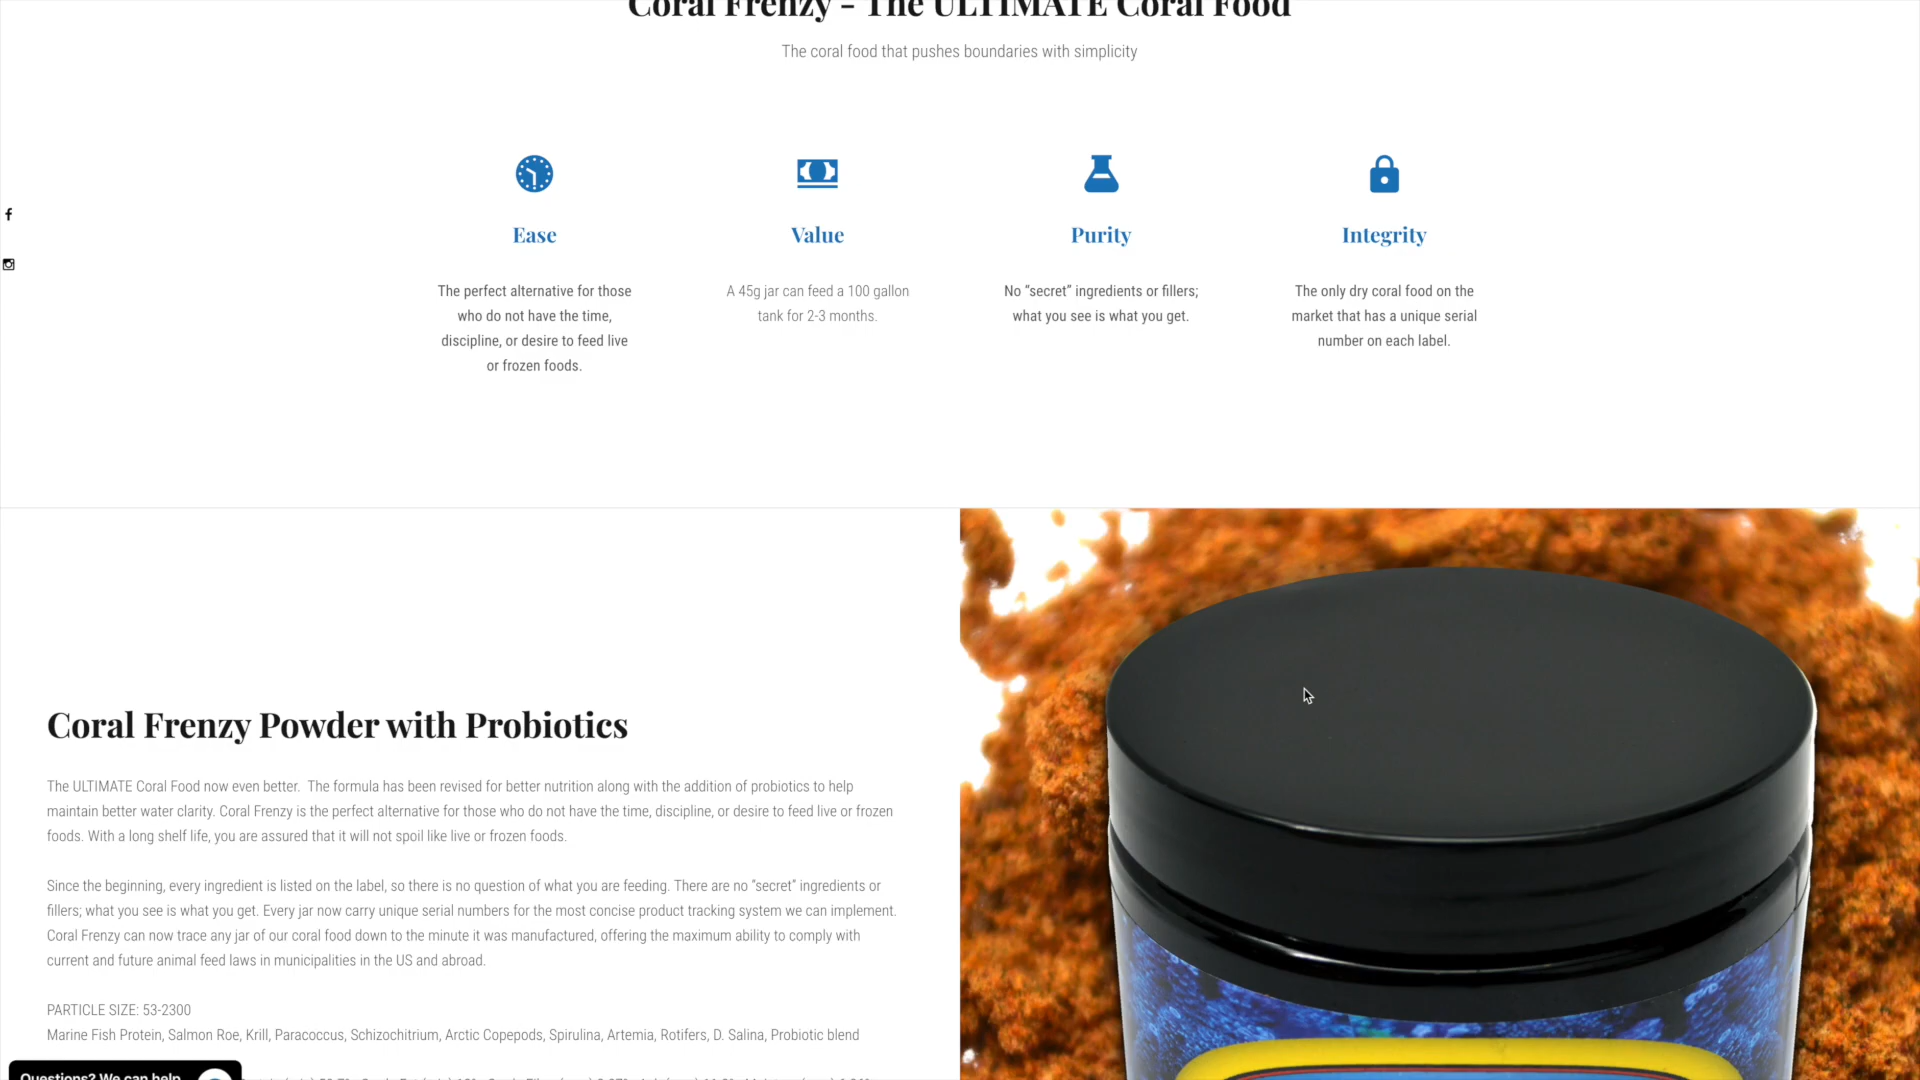 Coral Frenzy - The ULTIMATE Coral Food
The coral food that pushes boundaries with simplicity
Ease
The perfect alternative for those
who do not have the time,
discipline, or desire to feed live
or frozen foods.
Value
A 45g jar can feed a 100 gallon
tank for 2-3 months.
Purity
No “secret” ingredients or fillers;
what you see is what you get.
Integrity
The only dry coral food on the
market that has a unique serial
number on each label.
Coral Frenzy Powder with Probiotics
The ULTIMATE Coral Food now even better.  The formula has been revised for better nutrition along with the addition of probiotics to help
maintain better water clarity. Coral Frenzy is the perfect alternative for those who do not have the time, discipline, or desire to feed live or frozen
foods. With a long shelf life, you are assured that it will not spoil like live or frozen foods.
Since the beginning, every ingredient is listed on the label, so there is no question of what you are feeding. There are no “secret” ingredients or
fillers; what you see is what you get. Every jar now carry unique serial numbers for the most concise product tracking system we can implement.
Coral Frenzy can now trace any jar of our coral food down to the minute it was manufactured, offering the maximum ability to comply with
current and future animal feed laws in municipalities in the US and abroad.
PARTICLE SIZE: 53-2300
Marine Fish Protein, Salmon Roe, Krill, Paracoccus, Schizochitrium, Arctic Copepods, Spirulina, Artemia, Rotifers, D. Salina, Probiotic blend
Questions? We can help